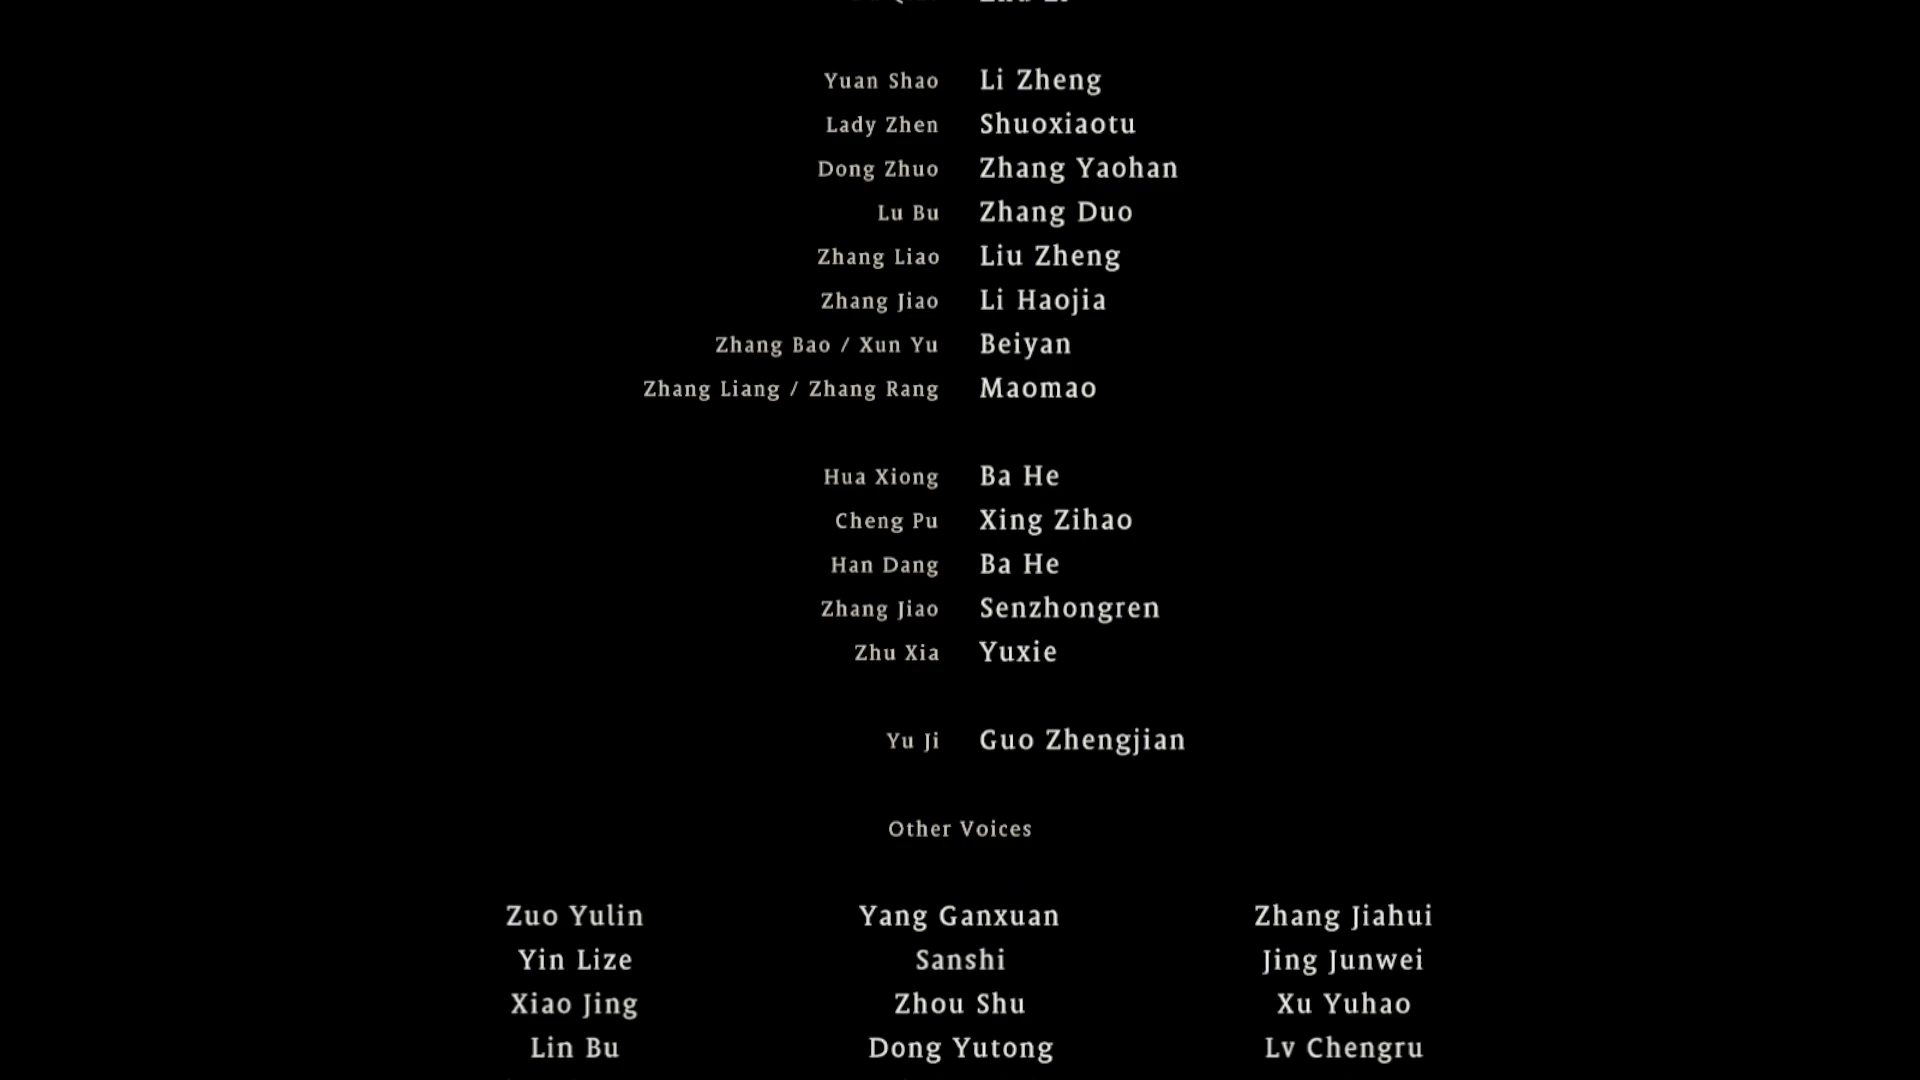 Yuan Shao Li Zheng
Lady Zhen Shuoxiaotu
Dong Zhuo Zhang Yaohan
Lu Bu Zhang Duo
Zhang Liao Liu Zheng
Zhang Jiao Li Haojia
Zhang Bao / Xun Yu Beiyan
Zhang Liang / Zhang Rang Maomao
Hua Xiong Ba He
Cheng Pu Xing Zihao
Han Dang Ba He
Zhang Jiao Senzhongren
Zhu Xia Yuxie
Yu Ji Guo Zhengjian
Other Voices
Zuo Yulin Yang Ganxuan Zhang Jiahui
Yin Lize Sanshi Jing Junwei
Xiao Jing Zhou Shu Xu Yuhao
Lin Bu Dong Yutong Lv Chengru